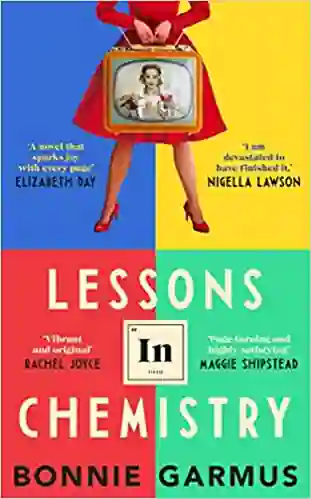 'A novel that
sparks joy
with every page'
ELIZABETH DAY
'I am
devastated to
have finished it.'
NIGELLA LAWSON
LESSONS
'Vibrant
and original'
RACHEL JOYCE
In
'Page-turning and
highly satisfying'
MAGGIE SHIPSTEAD
CHEMISTRY
BONNIE GARMUS